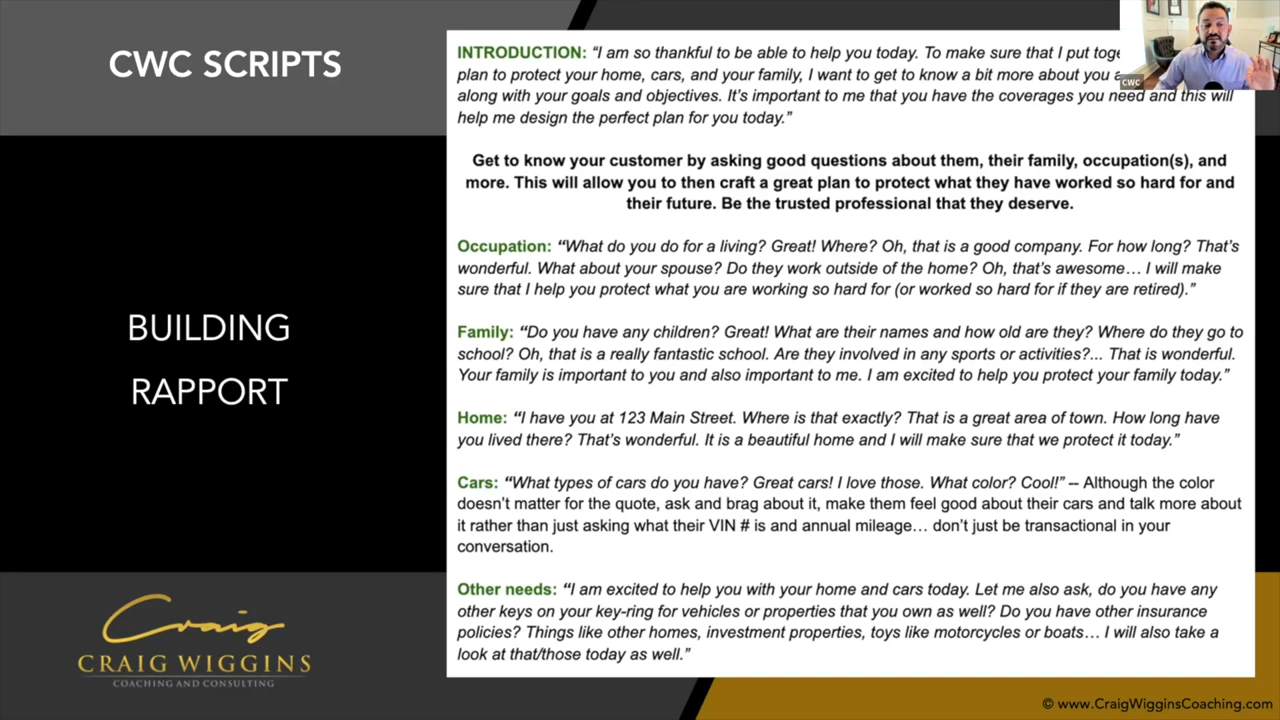 CWC SCRIPTS
BUILDING
RAPPORT
Craig
CRAIG WIGGINS
COACHING AND CONSULTING
INTRODUCTION: “I am so thankful to be able to help you today. To make sure that I put
plan to protect your home, cars, and your family, I want to get to know a bit more about you
along with your goals and objectives. It’s important to me that you have the coverages you need and this will
help me design the perfect plan for you today.”
Get to know your customer by asking good questions about them, their family, occupation(s), and
more. This will allow you to then craft a great plan to protect what they have worked so hard for and
their future. Be the trusted professional that they deserve.
Occupation: “What do you do for a living? Great! Where? Oh, that is a good company. For how long? That’s
wonderful. What about your spouse? Do they work outside of the home? Oh, that’s awesome… I will make
sure that I help you protect what you are working so hard for (or worked so hard for if they are retired).”
Family: “Do you have any children? Great! What are their names and how old are they? Where do they go to
school? Oh, that is a really fantastic school. Are they involved in any sports or activities?... That is wonderful.
Your family is important to you and also important to me. I am excited to help you protect your family today.”
Home: “I have you at 123 Main Street. Where is that exactly? That is a great area of town. How long have
you lived there? That’s wonderful. It is a beautiful home and I will make sure that we protect it today.”
Cars: “What types of cars do you have? Great cars! I love those. What color? Cool!” -- Although the color
doesn’t matter for the quote, ask and brag about it, make them feel good about their cars and talk more about
it rather than just asking what their VIN # is and annual mileage… don’t just be transactional in your
conversation.
Other needs: “I am excited to help you with your home and cars today. Let me also ask, do you have any
other keys on your key-ring for vehicles or properties that you own as well? Do you have other insurance
policies? Things like other homes, investment properties, toys like motorcycles or boats… I will also take a
look at that/those today as well.”
CWC
© www.CraigWigginsCoaching.com